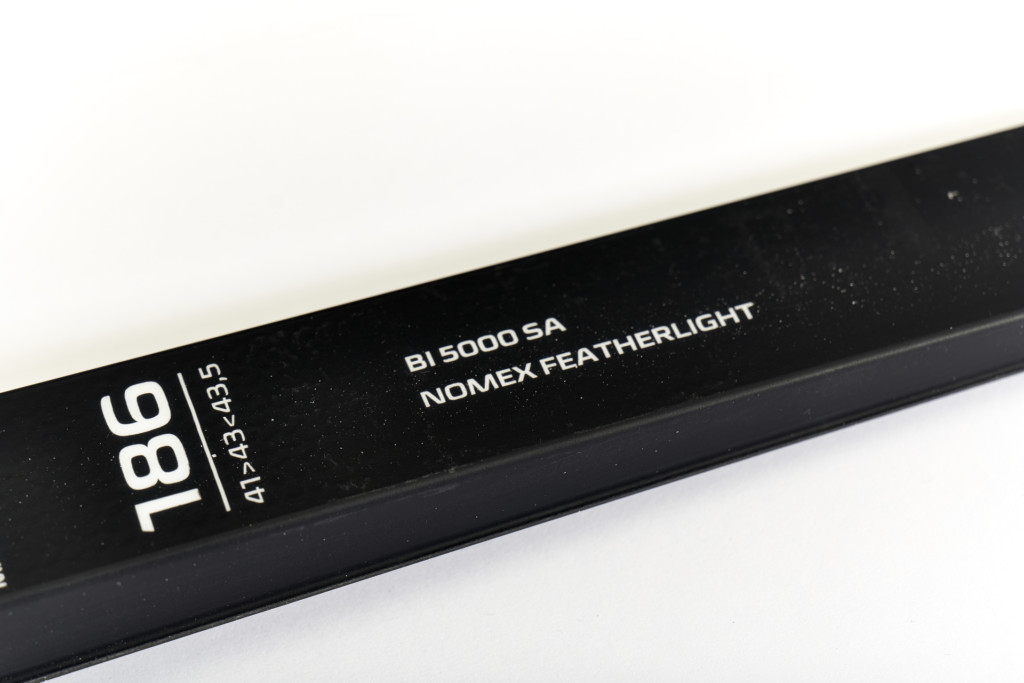 186
41>43<43,5
BI 5000 SA
NOMEX FEATHERLIGHT